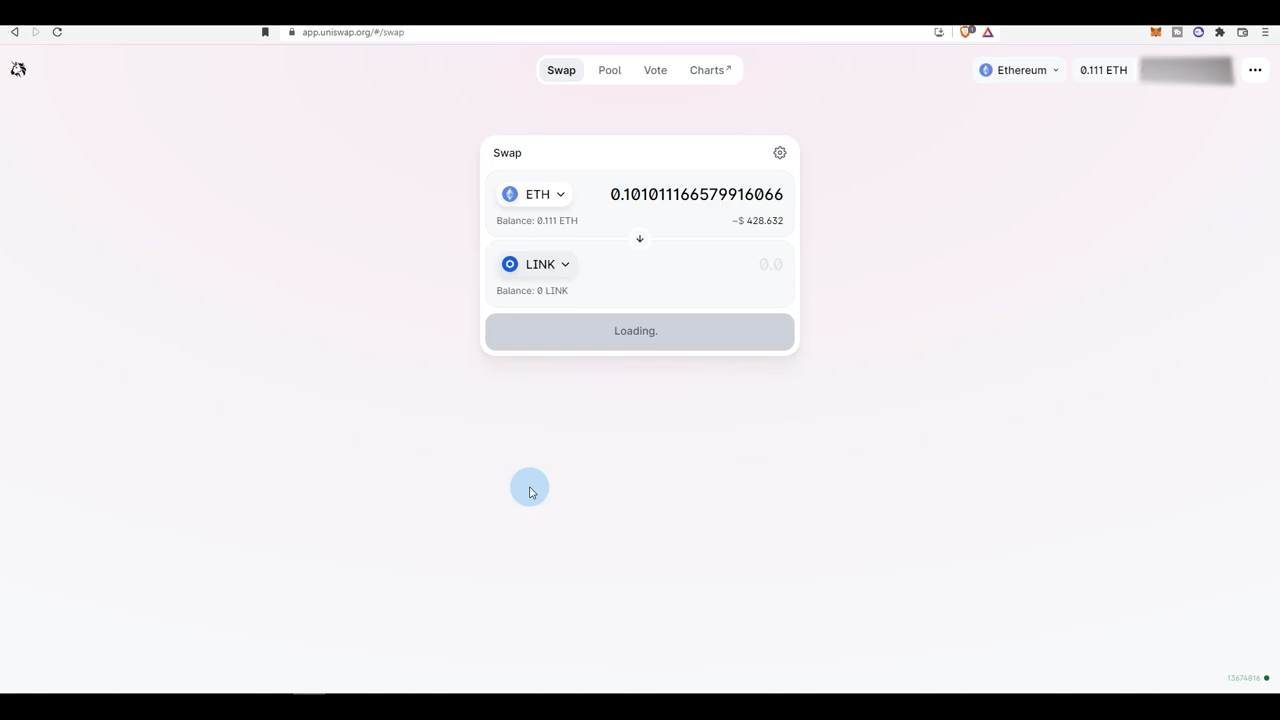 app.uniswap.org/#/swap
Swap Pool Vote Charts↗ Ethereum 0.111 ETH
Swap
ETH 0.101011166579916066
Balance: 0.111 ETH ~$ 428.632
LINK 0.0
Balance: 0 LINK
Loading.
13674816